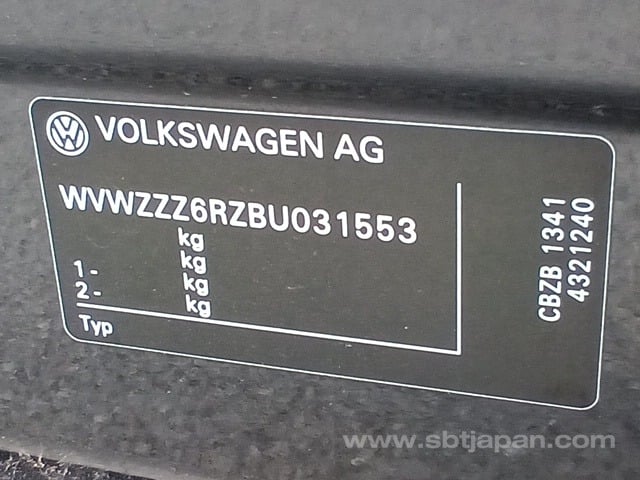 VOLKSWAGEN AG
WVWZZZ6RZBU031553
kg
1- kg
2- kg
kg
Typ
CBZB 1341
4321240
www.sbtjapan.com